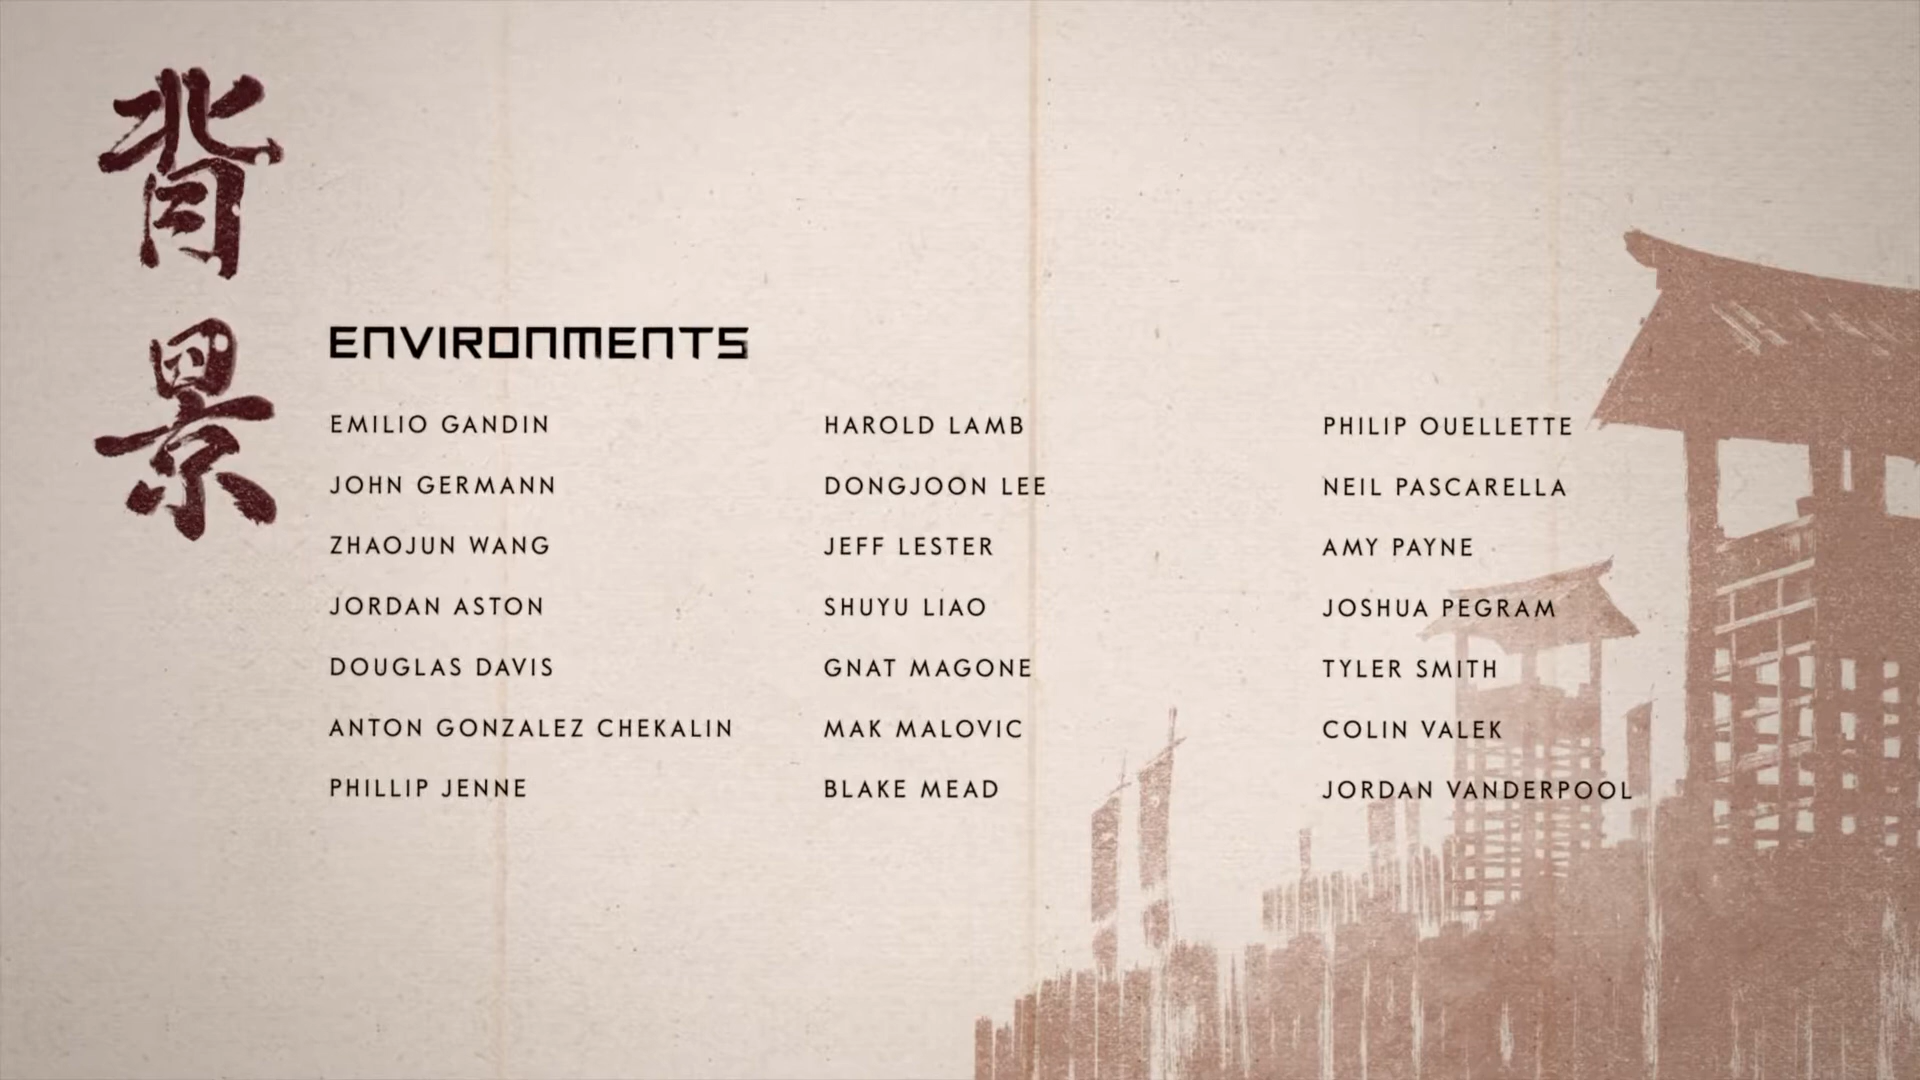 背景
ENVIRONMENTS
EMILIO GANDIN
JOHN GERMANN
ZHAOJUN WANG
JORDAN ASTON
DOUGLAS DAVIS
ANTON GONZALEZ CHEKALIN
PHILLIP JENNE
HAROLD LAMB
DONGJOON LEE
JEFF LESTER
SHUYU LIAO
GNAT MAGONE
MAK MALOVIC
BLAKE MEAD
PHILIP OUELLETTE
NEIL PASCARELLA
AMY PAYNE
JOSHUA PEGRAM
TYLER SMITH
COLIN VALEK
JORDAN VANDERPOOL